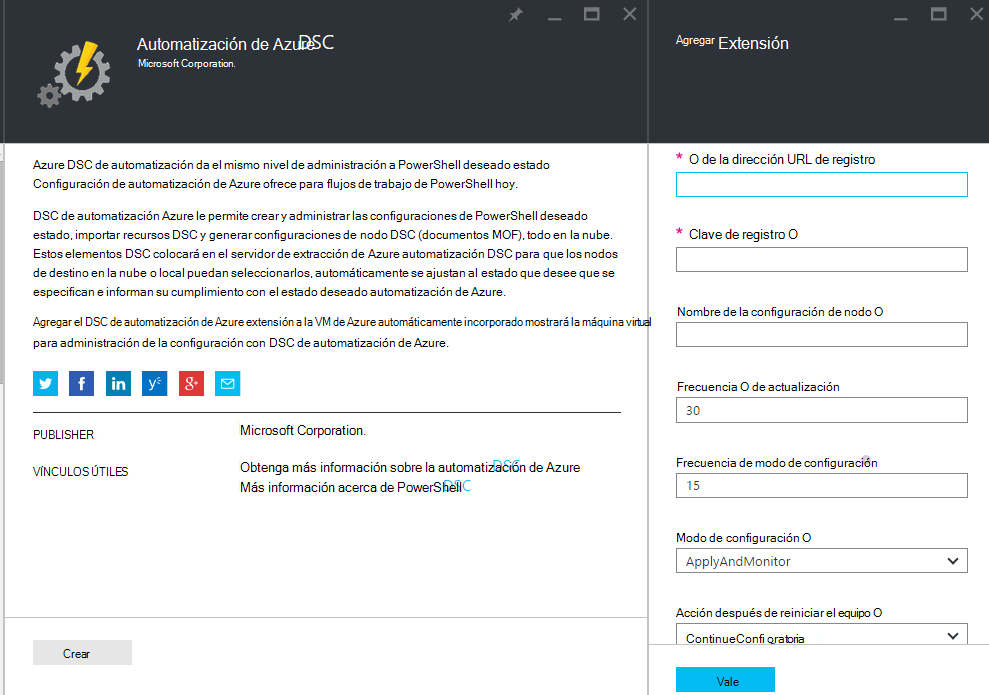 Automatización de Azure DSC
Microsoft Corporation.
Azure DSC de automatización da el mismo nivel de administración a PowerShell deseado estado
Configuración de automatización de Azure ofrece para flujos de trabajo de PowerShell hoy.
DSC de automatización Azure le permite crear y administrar las configuraciones de PowerShell deseado
estado, importar recursos DSC y generar configuraciones de nodo DSC (documentos MOF), todo en la nube.
Estos elementos DSC colocará en el servidor de extracción de Azure automatización DSC para que los nodos
de destino en la nube o local puedan seleccionarlos, automáticamente se ajustan al estado que desee que se
especifican e informan su cumplimiento con el estado deseado automatización de Azure.
Agregar el DSC de automatización de Azure extensión a la VM de Azure automáticamente incorporado mostrará la máquina virtual
para administración de la configuración con DSC de automatización de Azure.
PUBLISHER
Microsoft Corporation.
VÍNCULOS ÚTILES
Obtenga más información sobre la automatización de Azure DSC
Más información acerca de PowerShell DSC
Crear
Agregar Extensión
* O de la dirección URL de registro
* Clave de registro O
Nombre de la configuración de nodo O
Frecuencia O de actualización
30
Frecuencia de modo de configuración
15
Modo de configuración O
ApplyAndMonitor
Acción después de reiniciar el equipo O
ContinueConfiguratoria
Vale